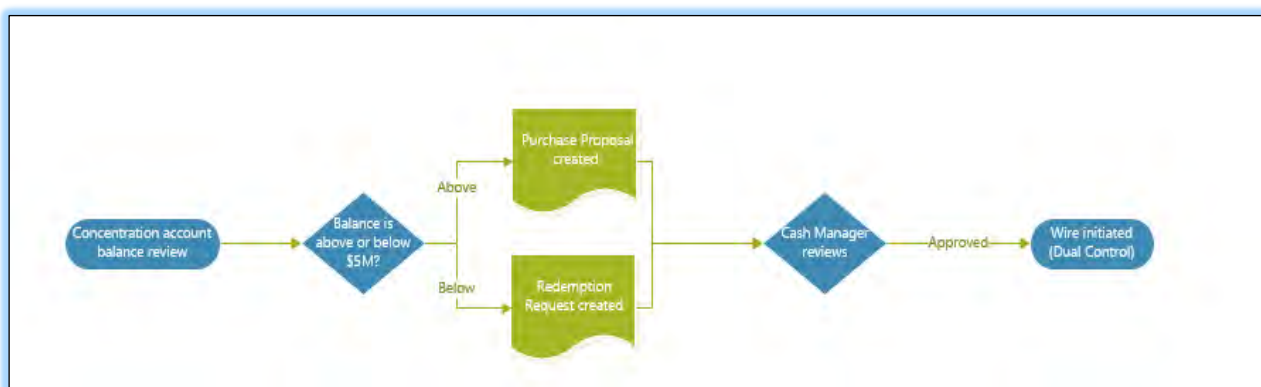 Purchase Proposal
created
Above
Concentration account
balance review
Balance is
above or below
$5M?
Cash Manager
reviews
Approved
Wire initiated
(Dual Control)
Below
Redemption
Request created